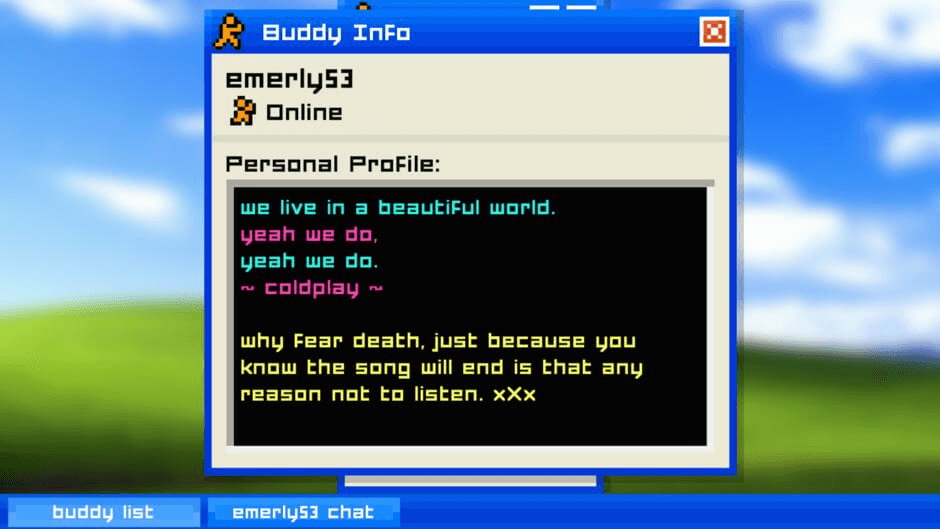 Buddy Info
emerly53
Online
Personal Profile:
we live in a beautiful world.
yeah we do,
yeah we do.
~ coldplay ~
why fear death, just because you
know the song will end is that any
reason not to listen. xXx
buddy list
emerly53 chat